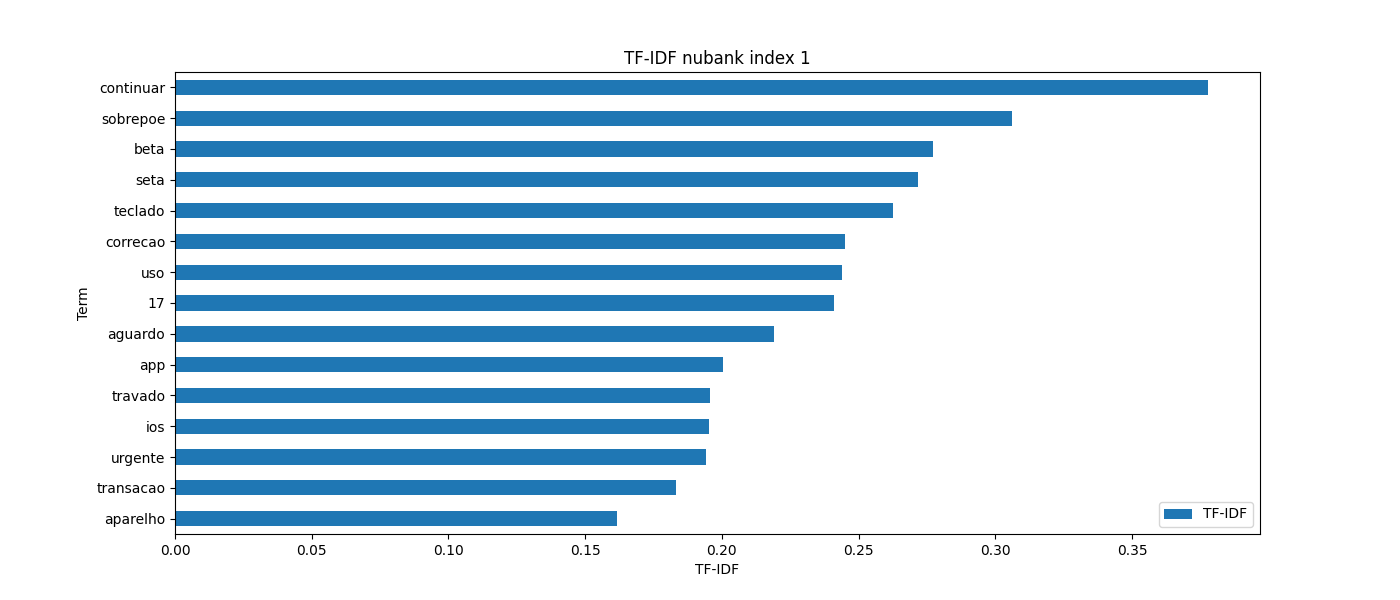 TF-IDF nubank index 1
continuar
sobrepoe
beta
seta
teclado
correcao
uso
17
aguardo
app
travado
ios
urgente
transacao
aparelho
Term
TF-IDF
0.00 0.05 0.10 0.15 0.20 0.25 0.30 0.35
TF-IDF